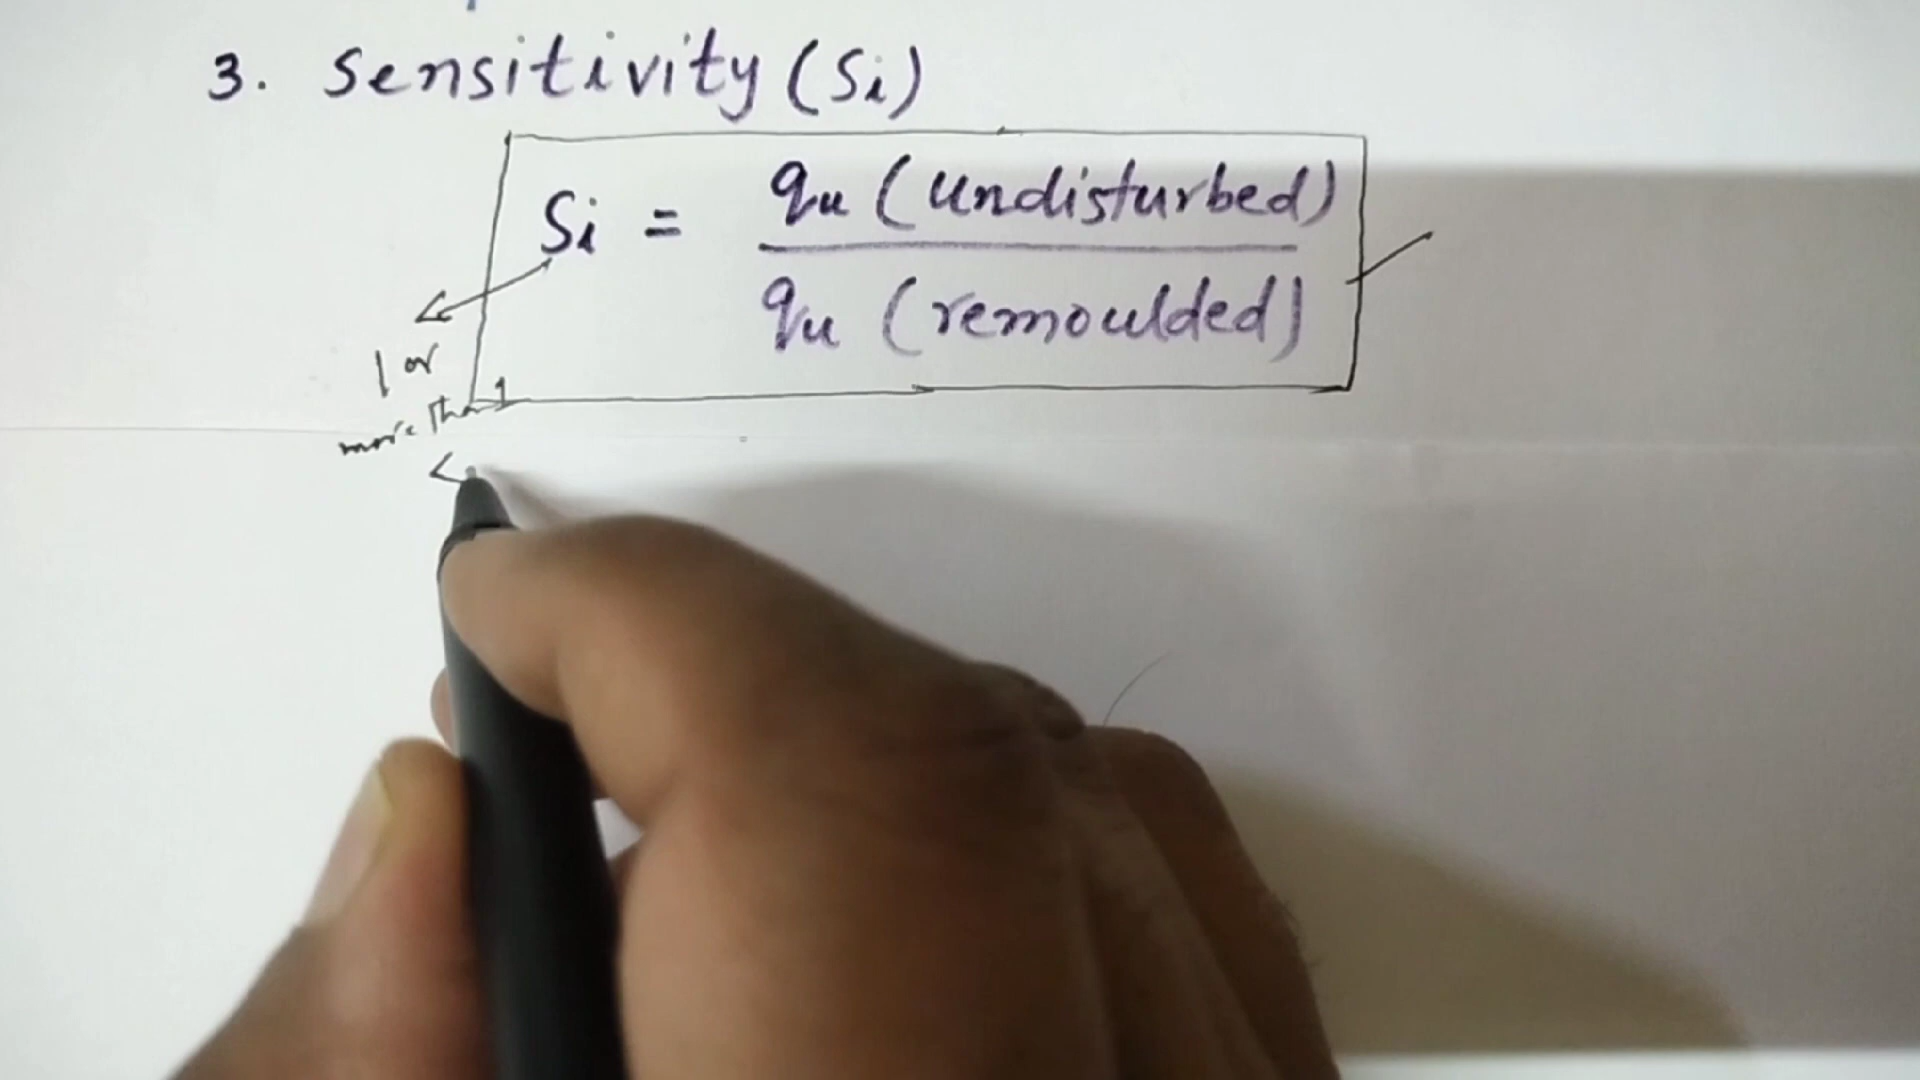 3. Sensitivity (Si)
Si = qu (undisturbed)
qu (remoulded)
1 or
more than 1
<